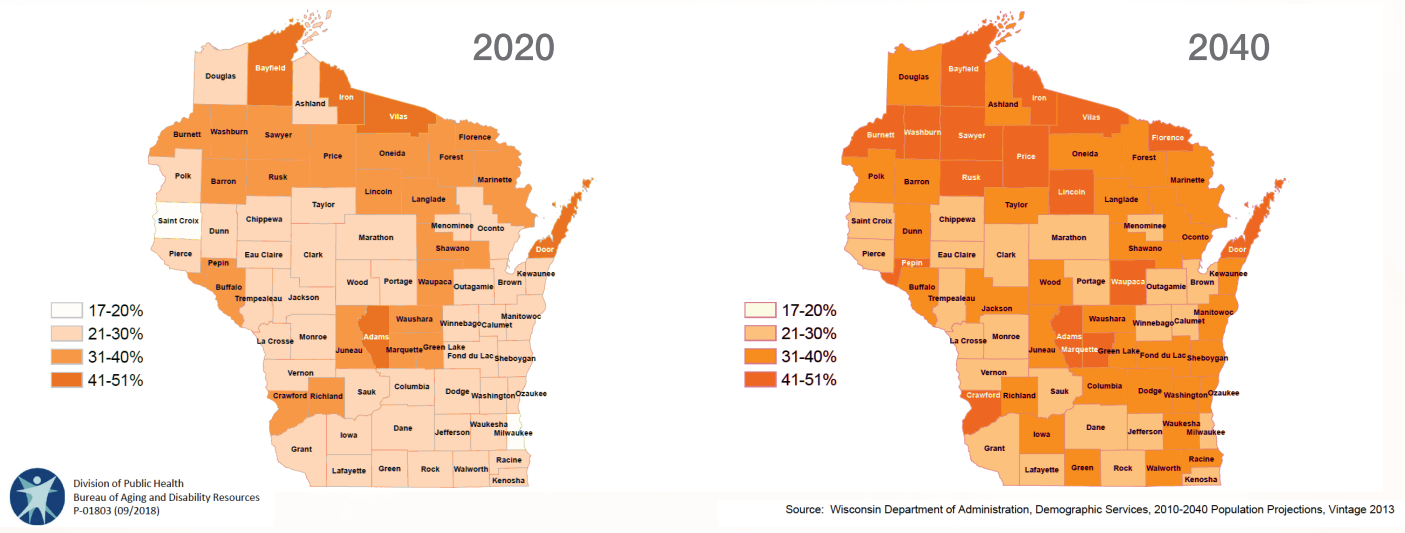 2020
Douglas
Bayfield
Ashland
Iron
Vilas
Burnett
Washburn
Sawyer
Price
Oneida
Florence
Forest
Polk
Barron
Rusk
Lincoln
Langlade
Marinette
Saint Croix
Dunn
Chippewa
Taylor
Marathon
Menominee
Oconto
Pierce
Pepin
Eau Claire
Clark
Shawano
Door
Buffalo
Trempealeau
Jackson
Wood
Portage
Waupaca
Outagamie
Brown
Kewaunee
La Crosse
Monroe
Juneau
Adams
Waushara
Marquette
Green Lake
Winnebago
Calumet
Manitowoc
Fond du Lac
Sheboygan
Vernon
Crawford
Richland
Sauk
Columbia
Dodge
Washington
Ozaukee
Grant
Iowa
Dane
Jefferson
Waukesha
Milwaukee
Lafayette
Green
Rock
Walworth
Racine
Kenosha
17-20%
21-30%
31-40%
41-51%
Division of Public Health
Bureau of Aging and Disability Resources
P-01803 (09/2018)
2040
Douglas
Bayfield
Ashland
Iron
Vilas
Burnett
Washburn
Sawyer
Price
Oneida
Florence
Forest
Polk
Barron
Rusk
Lincoln
Langlade
Marinette
Saint Croix
Dunn
Chippewa
Taylor
Marathon
Menominee
Oconto
Pierce
Pepin
Eau Claire
Clark
Shawano
Door
Buffalo
Trempealeau
Jackson
Wood
Portage
Waupaca
Outagamie
Brown
Kewaunee
La Crosse
Monroe
Juneau
Adams
Waushara
Marquette
Green Lake
Winnebago
Calumet
Manitowoc
Fond du Lac
Sheboygan
Vernon
Crawford
Richland
Sauk
Columbia
Dodge
Washington
Ozaukee
Grant
Iowa
Dane
Jefferson
Waukesha
Milwaukee
Lafayette
Green
Rock
Walworth
Racine
Kenosha
17-20%
21-30%
31-40%
41-51%
Source: Wisconsin Department of Administration, Demographic Services, 2010-2040 Population Projections, Vintage 2013